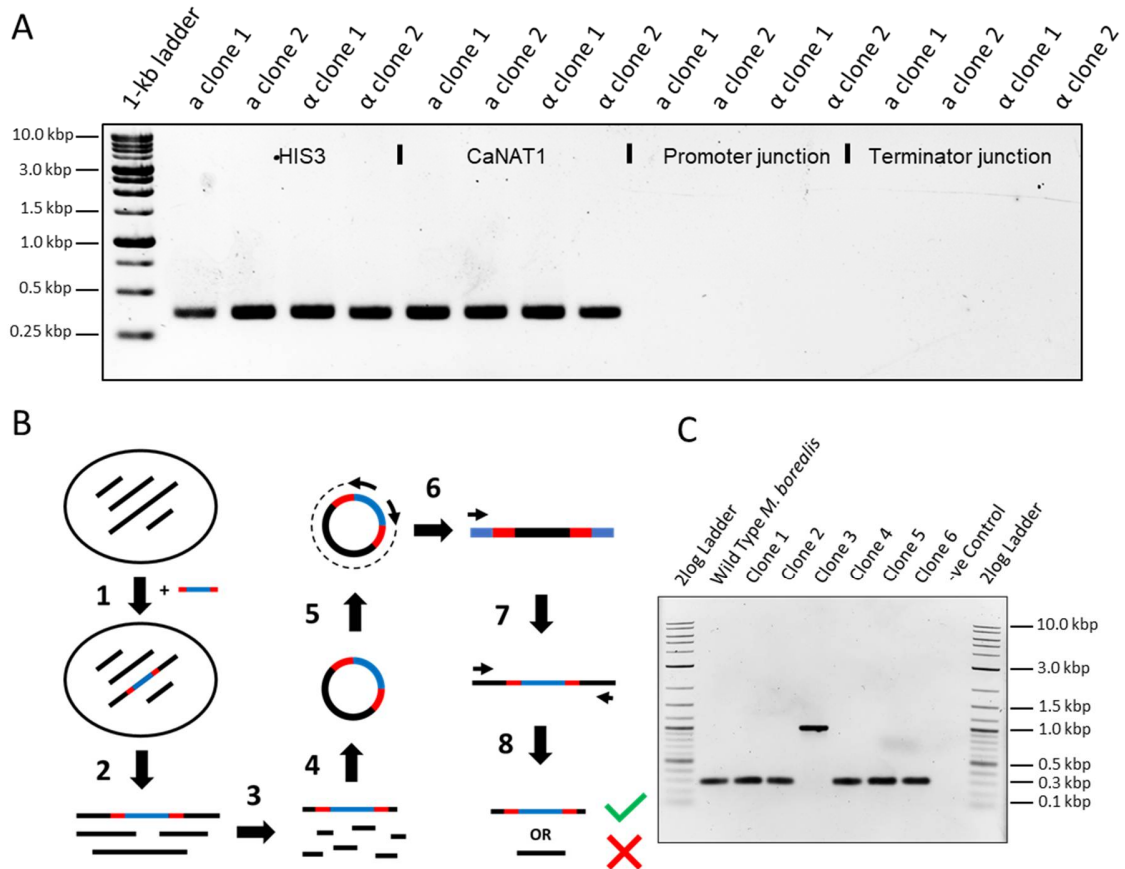 A
1-kb ladder
a clone 1
a clone 2
α clone 1
α clone 2
a clone 1
a clone 2
α clone 1
α clone 2
a clone 1
a clone 2
α clone 1
α clone 2
a clone 1
a clone 2
α clone 1
α clone 2
10.0 kbp
3.0 kbp
1.5 kbp
1.0 kbp
0.5 kbp
0.25 kbp
HIS3
CaNAT1
Promoter junction
Terminator junction
B
1
+
2
3
4
5
6
7
8
OR
C
2log Ladder
Wild Type M. borealis
Clone 1
Clone 2
Clone 3
Clone 4
Clone 5
Clone 6
-ve Control
2log Ladder
10.0 kbp
3.0 kbp
1.5 kbp
1.0 kbp
0.5 kbp
0.3 kbp
0.1 kbp